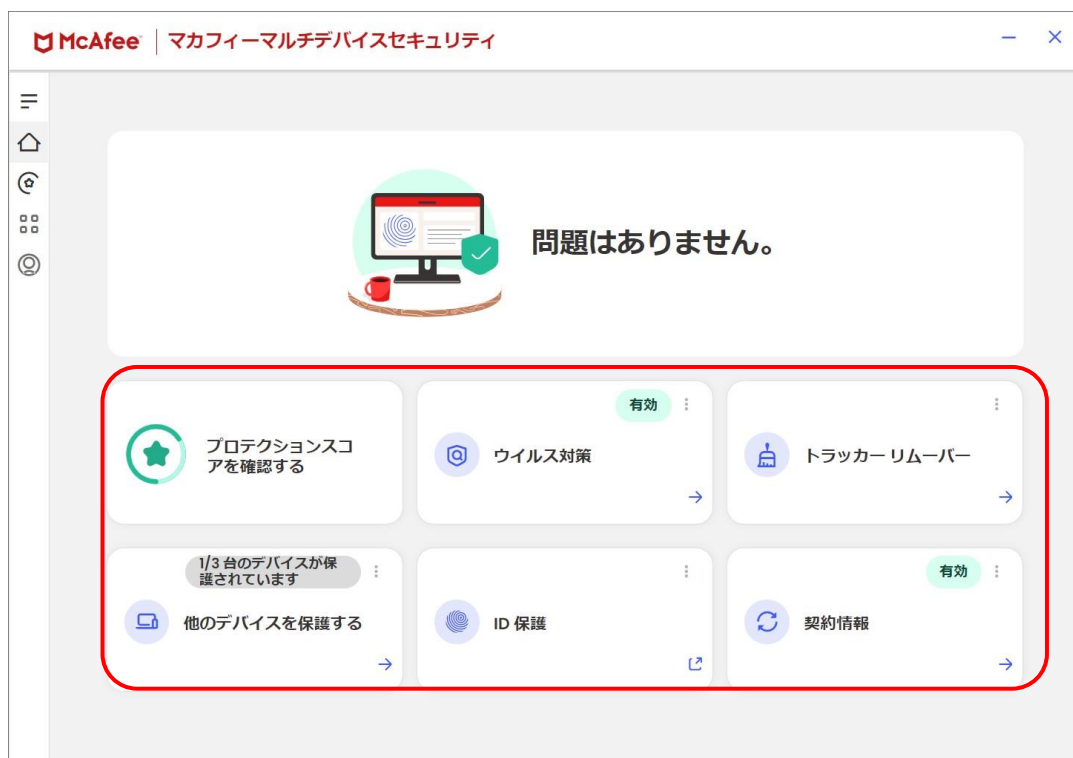 McAfee マカフィーマルチデバイスセキュリティ
問題はありません。
プロテクションスコ
アを確認する
有効
ウイルス対策
トラッカー リムーバー
1/3 台のデバイスが保
護されています
他のデバイスを保護する
ID 保護
有効
契約情報